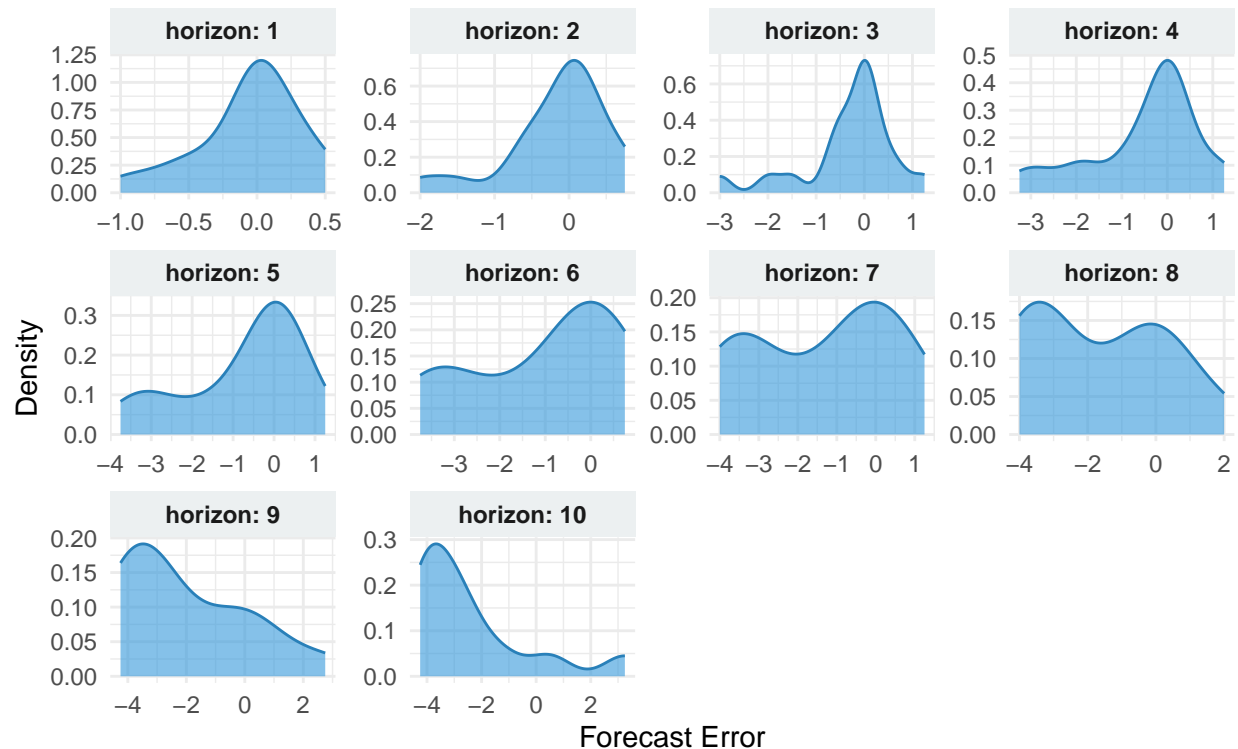 horizon: 1
horizon: 2
horizon: 3
horizon: 4
1.25
1.00
0.75
0.50
0.25
0.00
−1.0 −0.5 0.0 0.5
0.6
0.4
0.2
0.0
−2 −1 0
0.6
0.4
0.2
0.0
−3 −2 −1 0 1
0.5
0.4
0.3
0.2
0.1
0.0
−3 −2 −1 0 1
horizon: 5
horizon: 6
horizon: 7
horizon: 8
0.3
0.2
0.1
0.0
−4 −3 −2 −1 0 1
0.25
0.20
0.15
0.10
0.05
0.00
−3 −2 −1 0
0.20
0.15
0.10
0.05
0.00
−4 −3 −2 −1 0 1
0.15
0.10
0.05
0.00
−4 −2 0 2
horizon: 9
horizon: 10
0.20
0.15
0.10
0.05
0.00
−4 −2 0 2
0.3
0.2
0.1
0.0
−4 −2 0 2
Density
Forecast Error